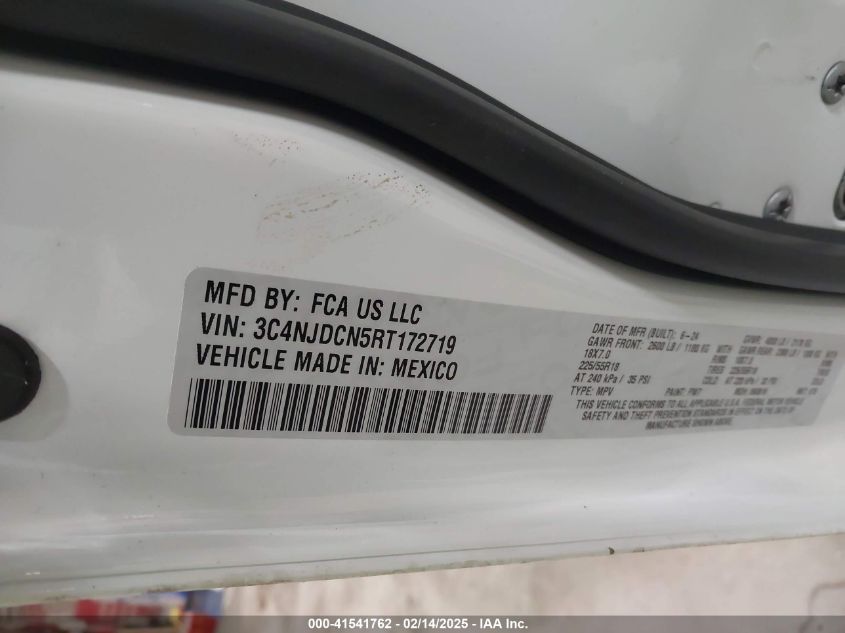 MFD BY: FCA US LLC
VIN: 3C4NJDCN5RT172719
VEHICLE MADE IN: MEXICO
DATE OF MFR (BUILT): 6-24
GAWR FRONT: 2600 LB / 1180 KG WITH
18X7.0
225/55R18
AT 240 kPa / 35 PSI
TYPE: MPV
PAINT: PW7
THIS VEHICLE CONFORMS TO ALL APPLICABLE U.S.A. FEDERAL MOTOR VEHICLE
SAFETY AND THEFT PREVENTION STANDARDS IN EFFECT ON THE DATE OF
MANUFACTURE SHOWN ABOVE.
000-41541762 - 02/14/2025 - IAA Inc.